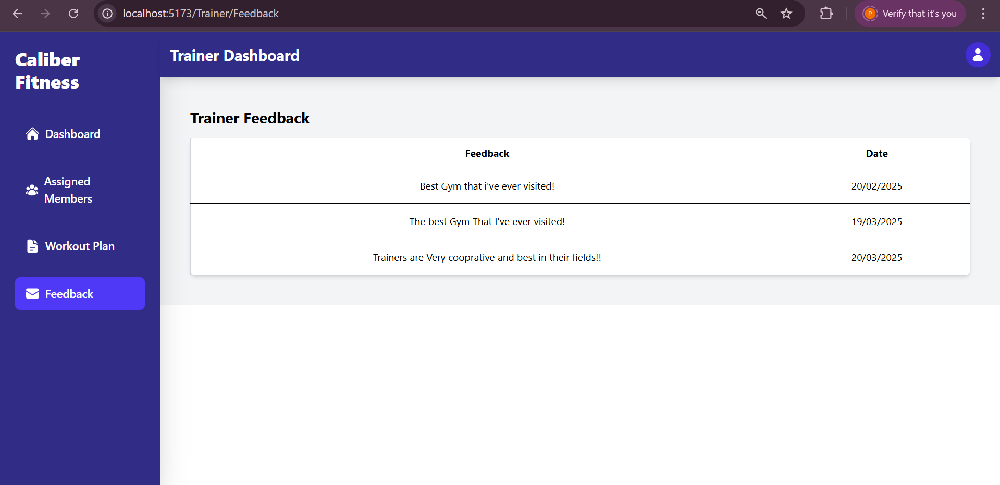 localhost:5173/Trainer/Feedback
P
Verify that it's you
Caliber
Fitness
Trainer Dashboard
Dashboard
Assigned
Members
Workout Plan
Feedback
Trainer Feedback
Feedback Date
Best Gym that i've ever visited! 20/02/2025
The best Gym That I've ever visited! 19/03/2025
Trainers are Very cooprative and best in their fields!! 20/03/2025